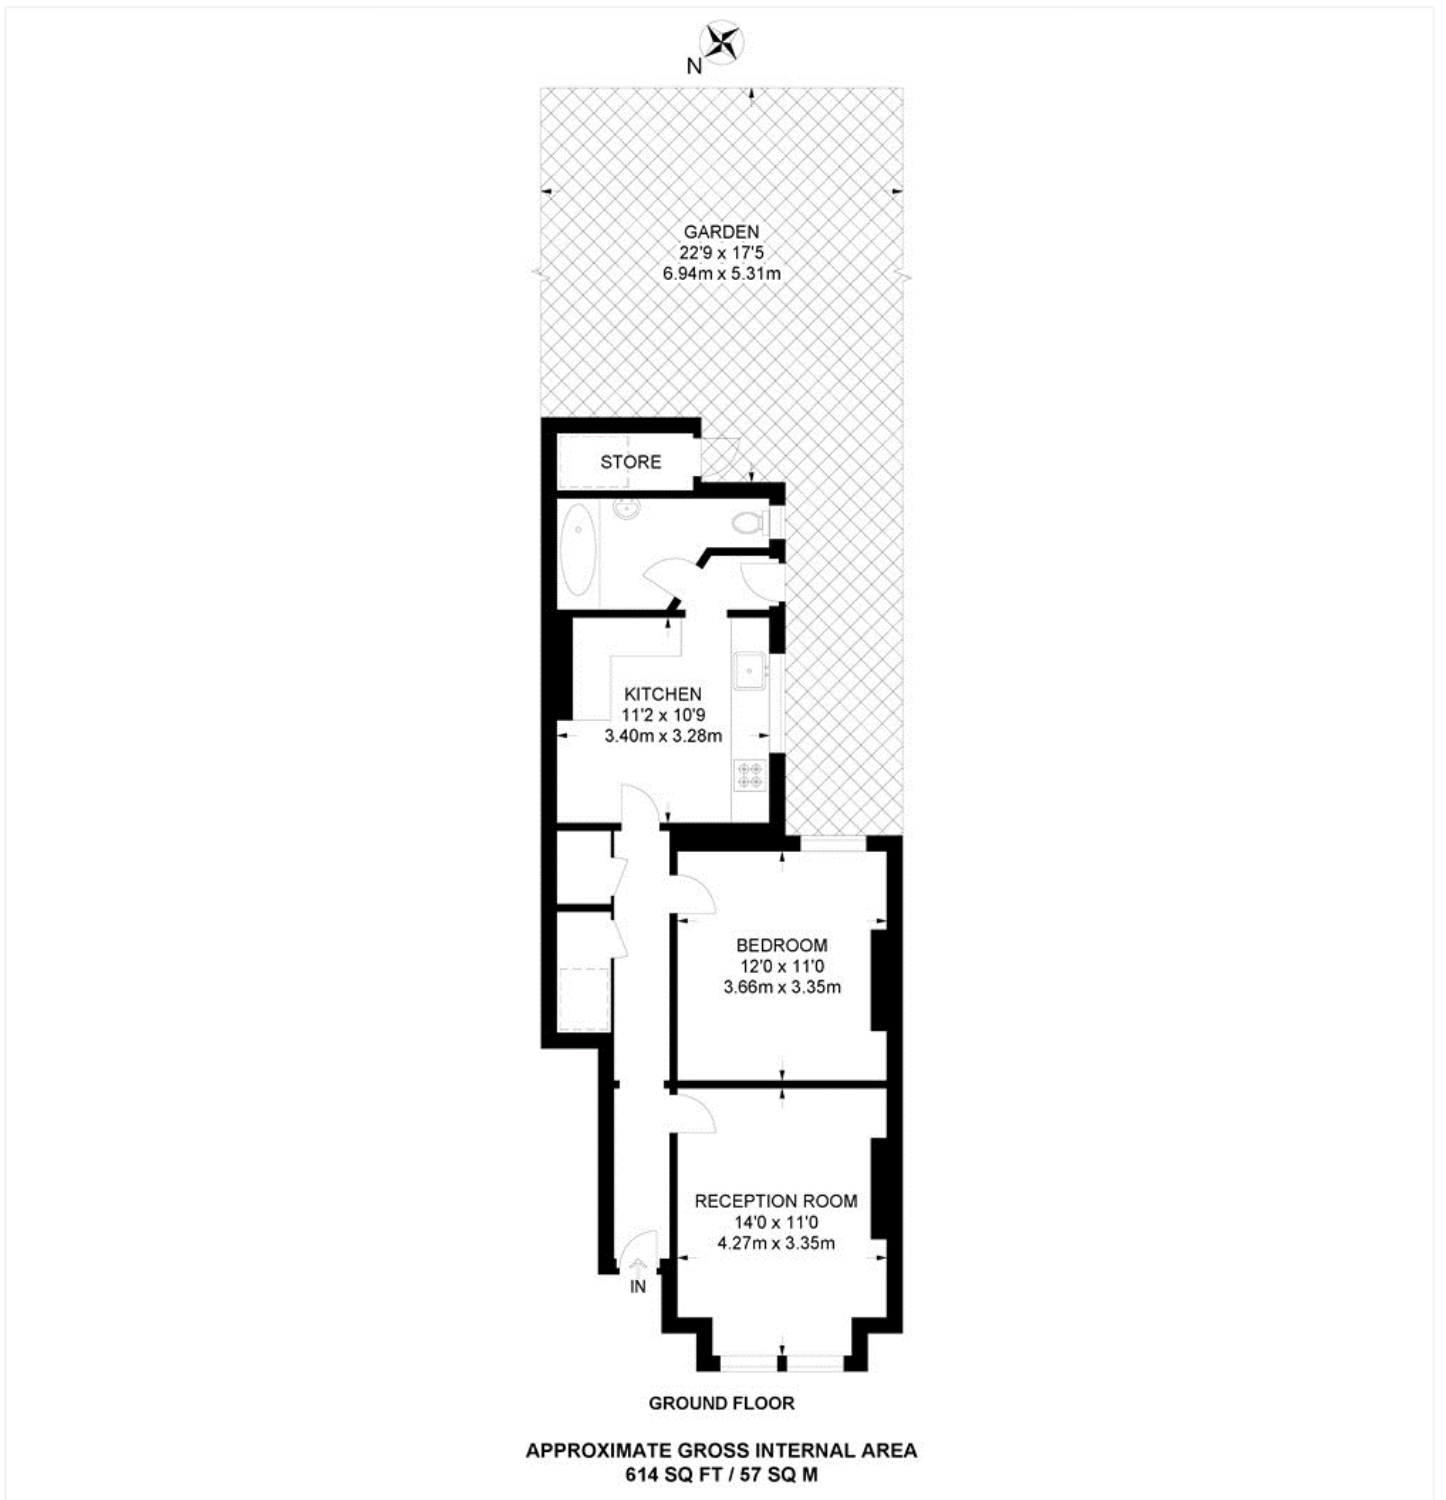 N
GARDEN
22'9 x 17'5
6.94m x 5.31m
STORE
KITCHEN
11'2 x 10'9
3.40m x 3.28m
BEDROOM
12'0 x 11'0
3.66m x 3.35m
RECEPTION ROOM
14'0 x 11'0
4.27m x 3.35m
IN
GROUND FLOOR
APPROXIMATE GROSS INTERNAL AREA
614 SQ FT / 57 SQ M